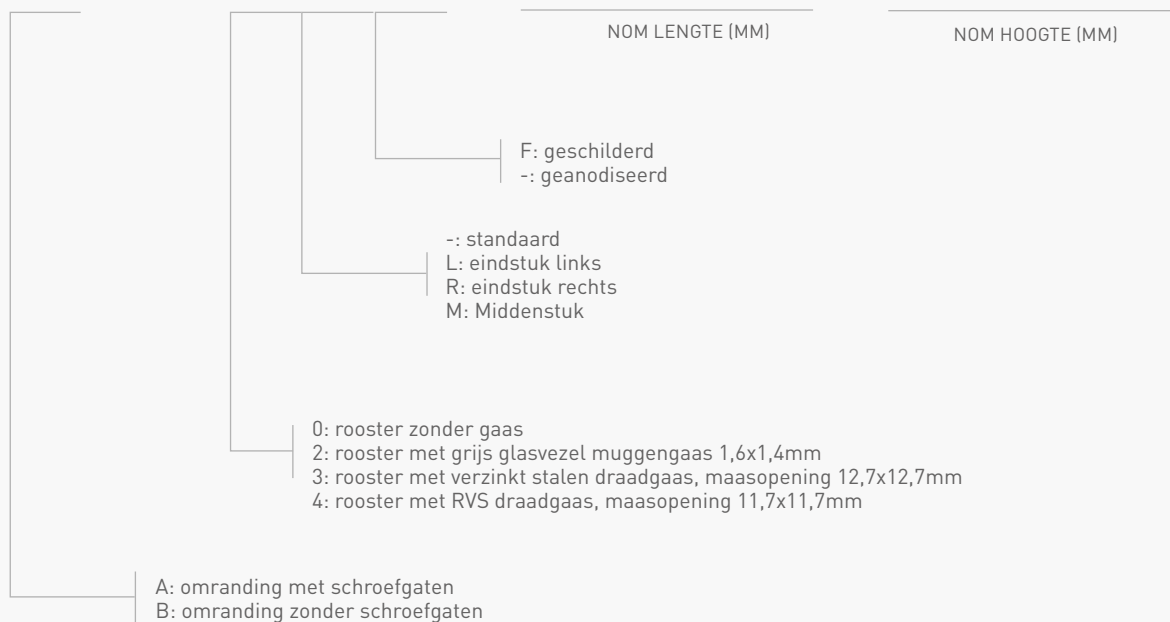 NOM LENGTE (MM)
NOM HOOGTE (MM)
F: geschilderd
-: geanodiseerd
-: standaard
L: eindstuk links
R: eindstuk rechts
M: Middenstuk
0: rooster zonder gaas
2: rooster met grijs glasvezel muggengaas 1,6x1,4mm
3: rooster met verzinkt stalen draadgaas, maasopening 12,7x12,7mm
4: rooster met RVS draadgaas, maasopening 11,7x11,7mm
A: omranding met schroefgaten
B: omranding zonder schroefgaten